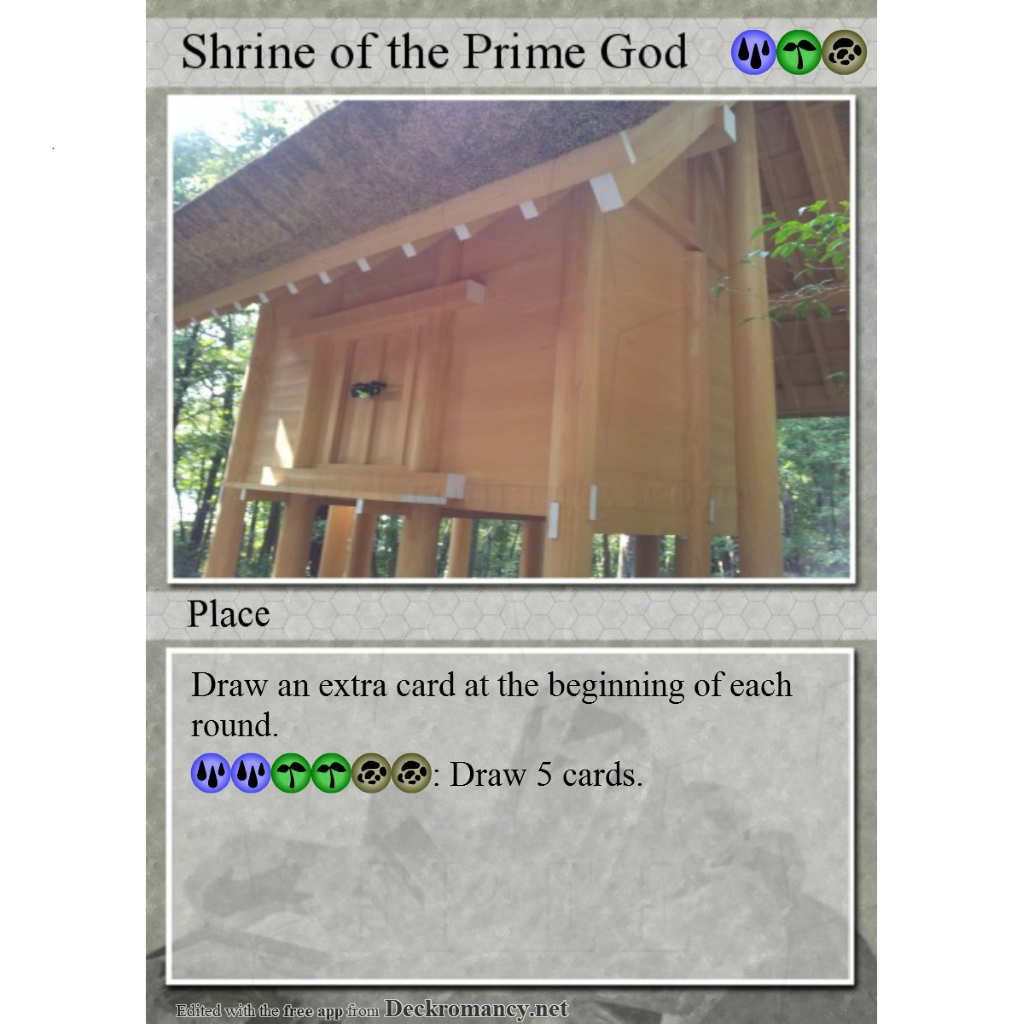 Shrine of the Prime God
Place
Draw an extra card at the beginning of each
round.
: Draw 5 cards.
Edited with the free app from Deckromancy.net